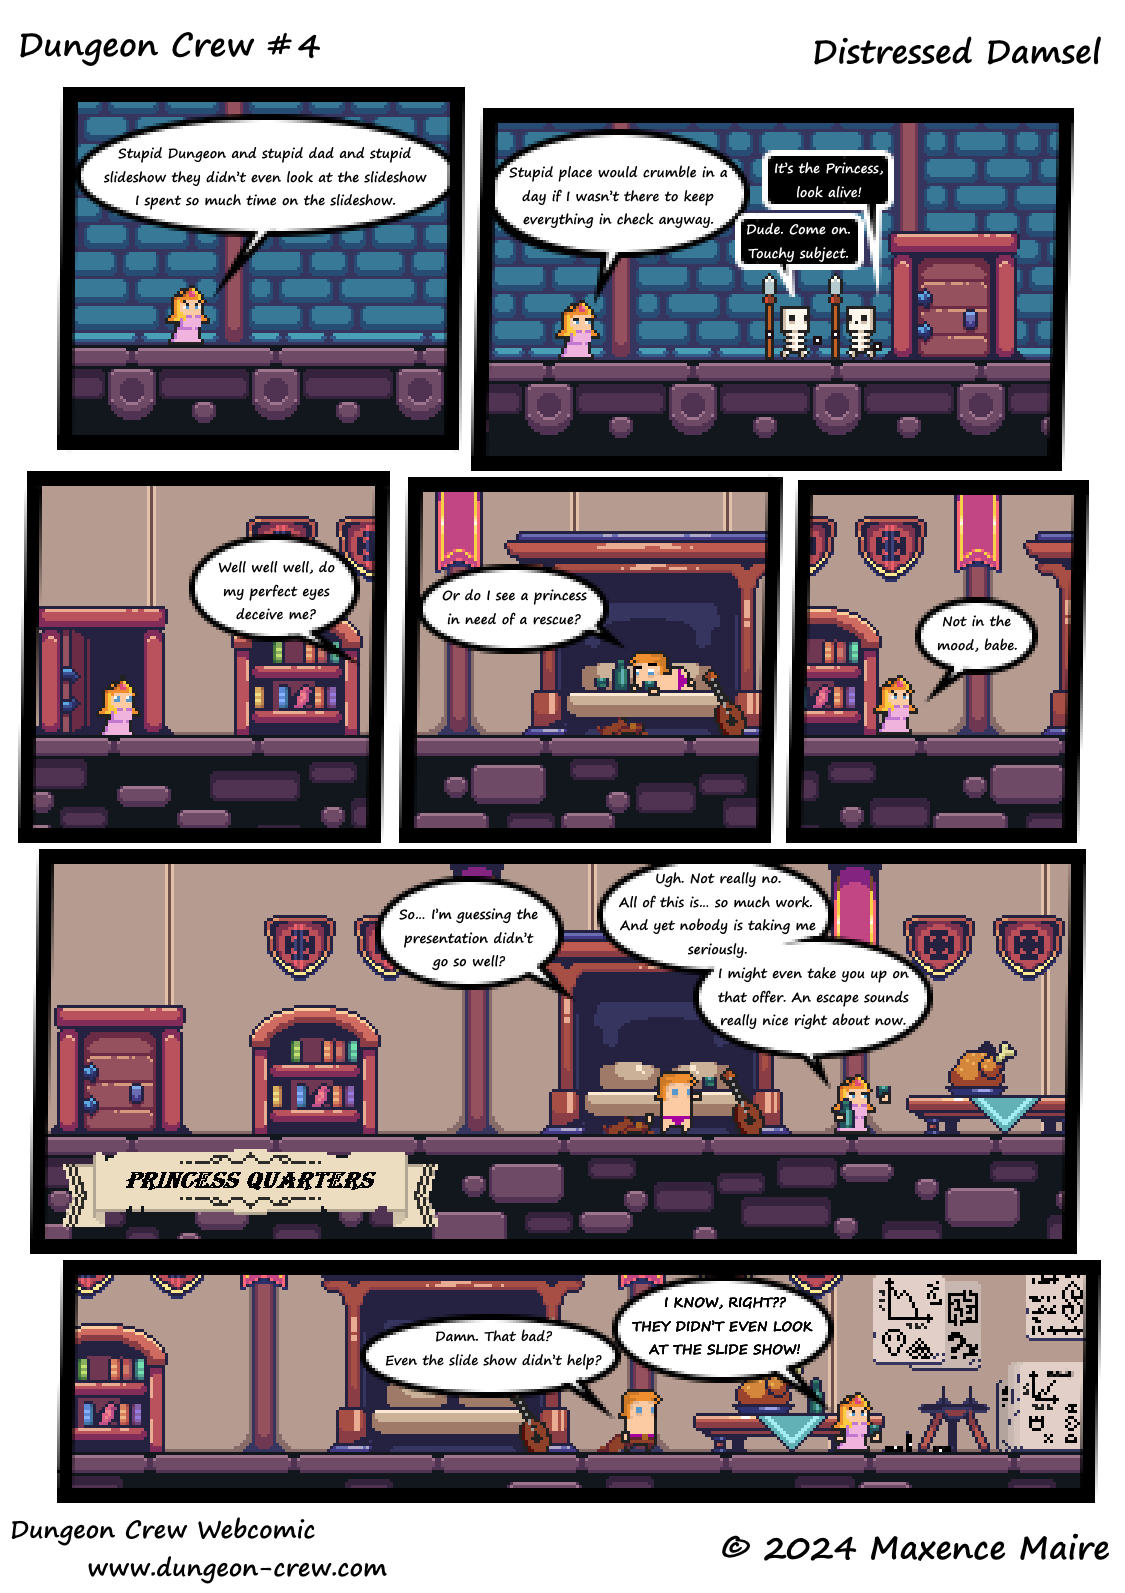 Dungeon Crew #4
Distressed Damsel
Stupid Dungeon and stupid dad and stupid
slideshow they didn't even look at the slideshow
I spent so much time on the slideshow.
Stupid place would crumble in a
day if I wasn't there to keep
everything in check anyway.
It's the Princess,
look alive!
Dude. Come on.
Touchy subject.
Well well well, do
my perfect eyes
deceive me?
Or do I see a princess
in need of a rescue?
Not in the
mood, babe.
So... I'm guessing the
presentation didn't
go so well?
Ugh. Not really no.
All of this is... so much work.
And yet nobody is taking me
seriously.
I might even take you up on
that offer. An escape sounds
really nice right about now.
PRINCESS QUARTERS
Damn. That bad?
Even the slide show didn't help?
I KNOW, RIGHT??
THEY DIDN'T EVEN LOOK
AT THE SLIDE SHOW!
?x
Dungeon Crew Webcomic
www.dungeon-crew.com
© 2024 Maxence Maire